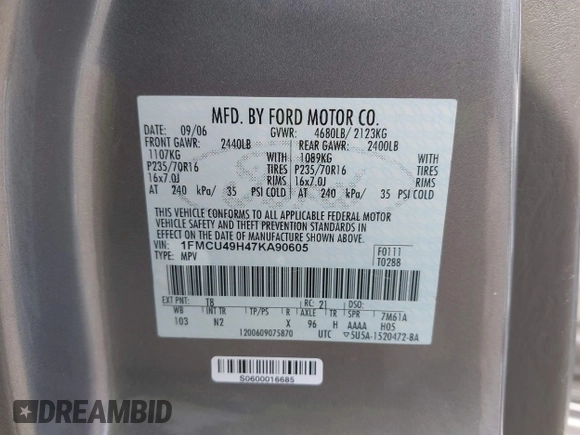 MFD. BY FORD MOTOR CO.
DATE: 09/06 GVWR: 4680LB/ 2123KG
FRONT GAWR: 2440LB REAR GAWR: 2400LB
1107KG WITH 1089KG WITH
P235/70R16 TIRES P235/70R16 TIRES
16x7.0J RIMS 16x7.0J RIMS
AT 240 kPa/ 35 PSI COLD AT 240 kPa/ 35 PSI COLD
THIS VEHICLE CONFORMS TO ALL APPLICABLE FEDERAL MOTOR
VEHICLE SAFETY AND THEFT PREVENTION STANDARDS IN EFFECT ON
THE DATE OF MANUFACTURE SHOWN ABOVE.
VIN: 1FMCU49H47KA90605
TYPE: MPV
F0111
T0288
EXT PNT: T8 RC: 21 DSO:
WB INT TR TP/PS R AXLE TR SPR 7M61A
103 N2 X 96 H AAAA H05
1200609075870 UTC ▽5U5A-1520472-BA
S0600016685
DREAMBID